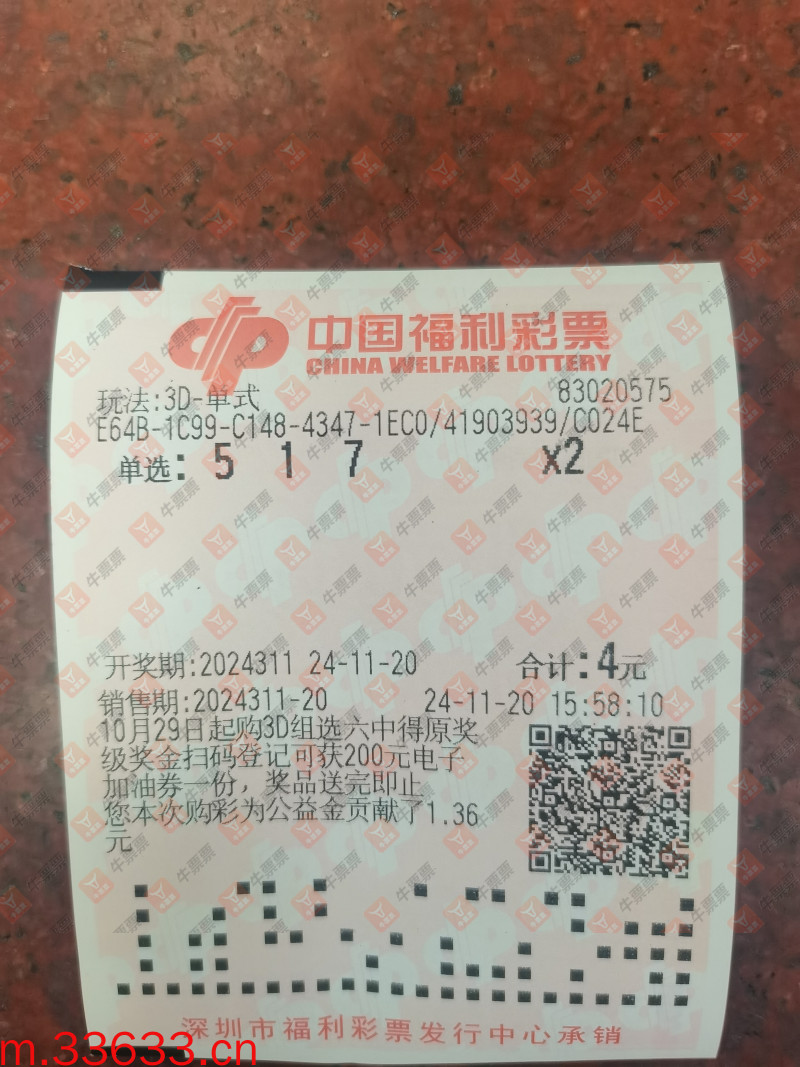 中国福利彩票
CHINA WELFARE LOTTERY
玩法:3D-单式 83020575
E64B-1C99-C148-4347-1EC0/41903939/C024E
单选: 5 1 7 x2
开奖期:2024311 24-11-20 合计:4元
销售期:2024311-20 24-11-20 15:58:10
10月29日起购3D组选六中得原奖
级奖金扫码登记可获200元电子
加油券一份，奖品送完即止
您本次购彩为公益金贡献了1.36
元
深圳市福利彩票发行中心承销
m.33633.cn
牛票票